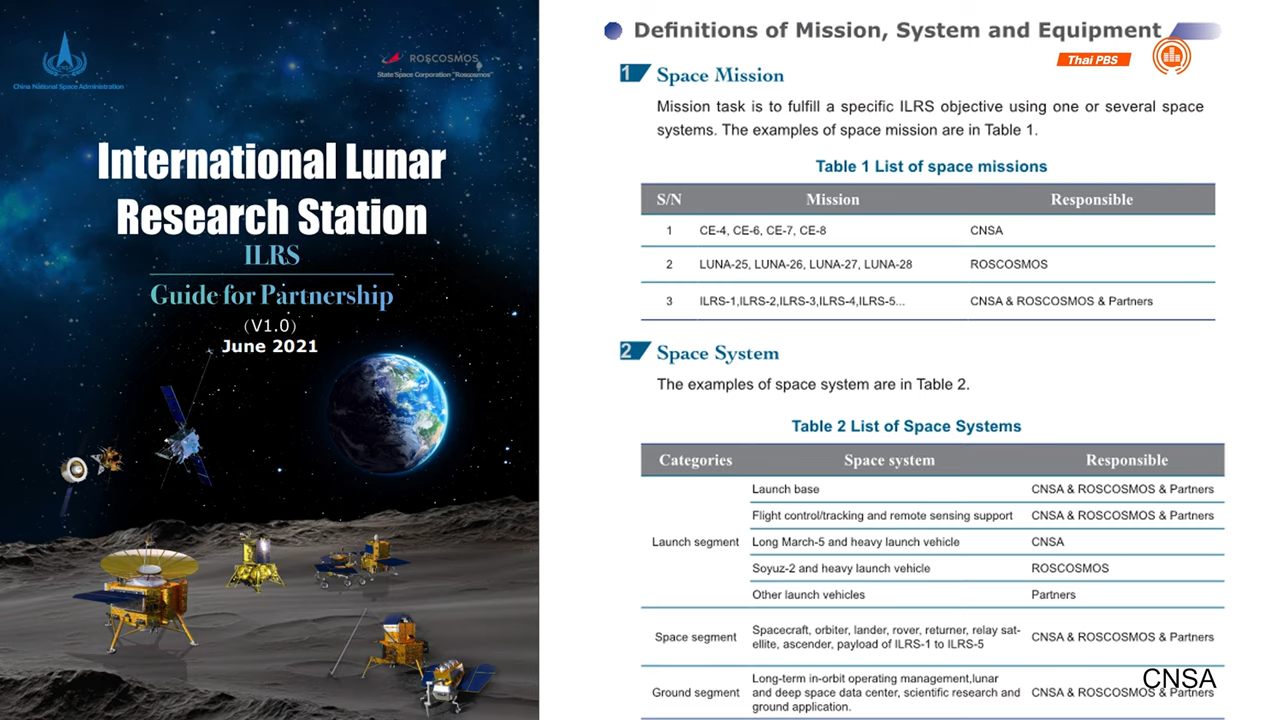 China National Space Administration
ROSCOSMOS
State Space Corporation "Roscosmos"
International Lunar
Research Station
ILRS
Guide for Partnership
(V1.0)
June 2021
Definitions of Mission, System and Equipment
Thai PBS
1 Space Mission
Mission task is to fulfill a specific ILRS objective using one or several space
systems. The examples of space mission are in Table 1.
Table 1 List of space missions
S/N Mission Responsible
1 CE-4, CE-6, CE-7, CE-8 CNSA
2 LUNA-25, LUNA-26, LUNA-27, LUNA-28 ROSCOSMOS
3 ILRS-1,ILRS-2,ILRS-3,ILRS-4,ILRS-5... CNSA & ROSCOSMOS & Partners
2 Space System
The examples of space system are in Table 2.
Table 2 List of Space Systems
Categories Space system Responsible
Launch base CNSA & ROSCOSMOS & Partners
Flight control/tracking and remote sensing support CNSA & ROSCOSMOS & Partners
Launch segment Long March-5 and heavy launch vehicle CNSA
Soyuz-2 and heavy launch vehicle ROSCOSMOS
Other launch vehicles Partners
Spacecraft, orbiter, lander, rover, returner, relay sat-
Space segment CNSA & ROSCOSMOS & Partners
ellite, ascender, payload of ILRS-1 to ILRS-5
Long-term in-orbit operating management,lunar
Ground segment and deep space data center, scientific research and CNSA & ROSCOSMOS & Partners
ground application.
CNSA